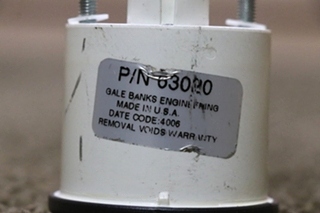 P/N 63020
GALE BANKS ENGINEERING
MADE IN U.S.A.
DATE CODE:4006
REMOVAL VOIDS WARRANTY